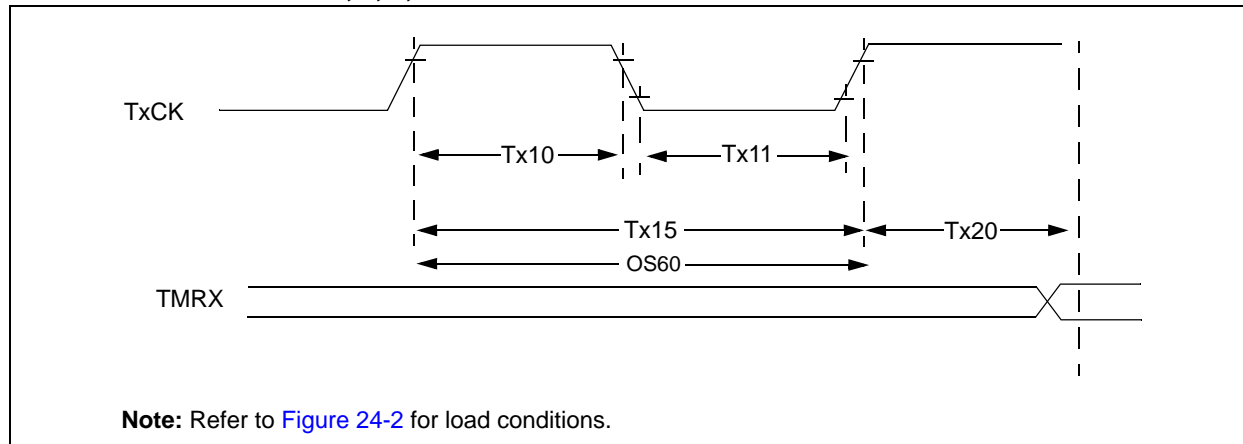 TxCK
Tx10
Tx11
Tx15
Tx20
OS60
TMRX
Note: Refer to Figure 24-2 for load conditions.